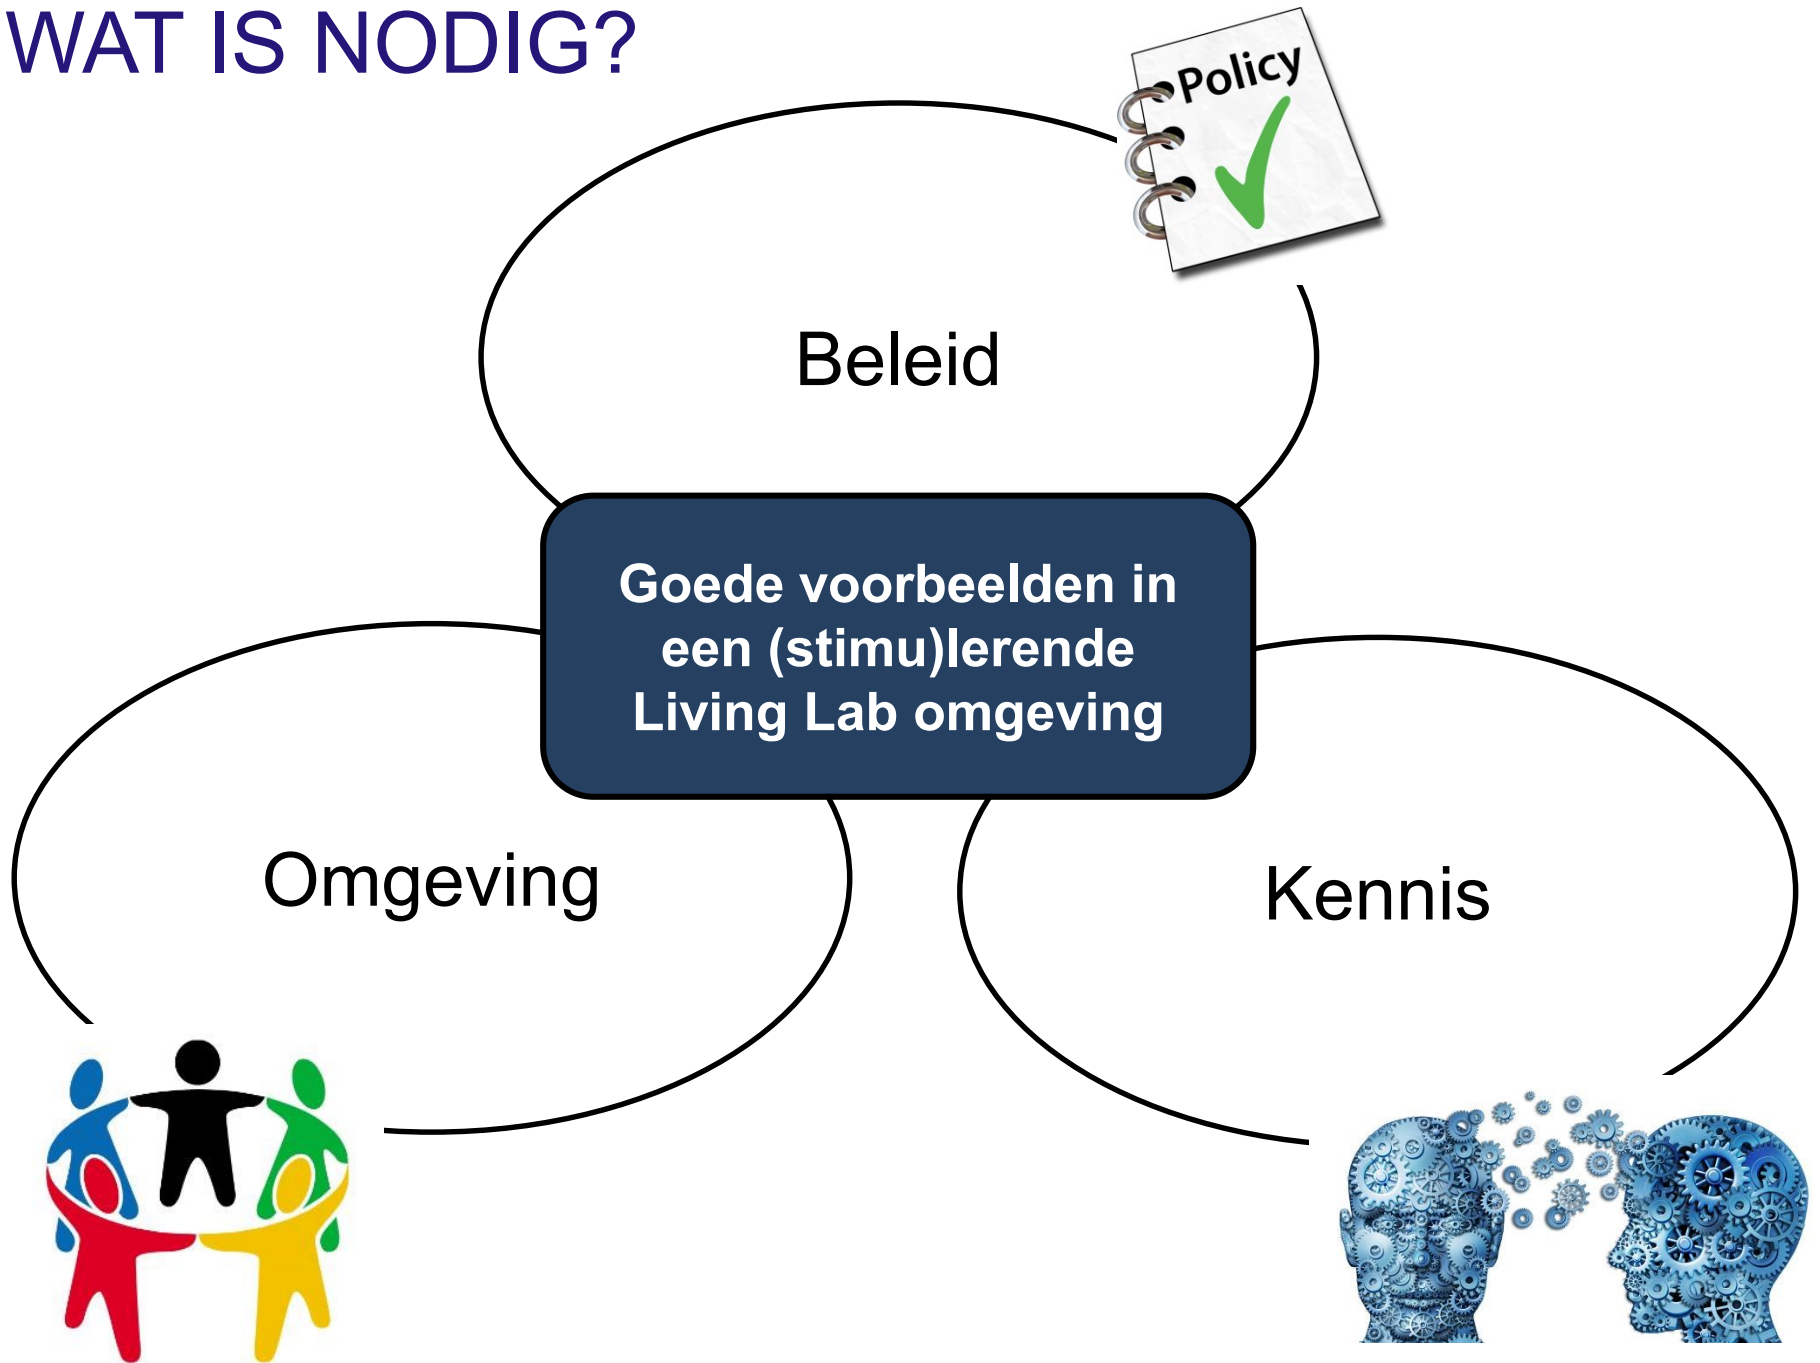 WAT IS NODIG?
Policy
Beleid
Goede voorbeelden in
een (stimu)lerende
Living Lab omgeving
Omgeving
Kennis